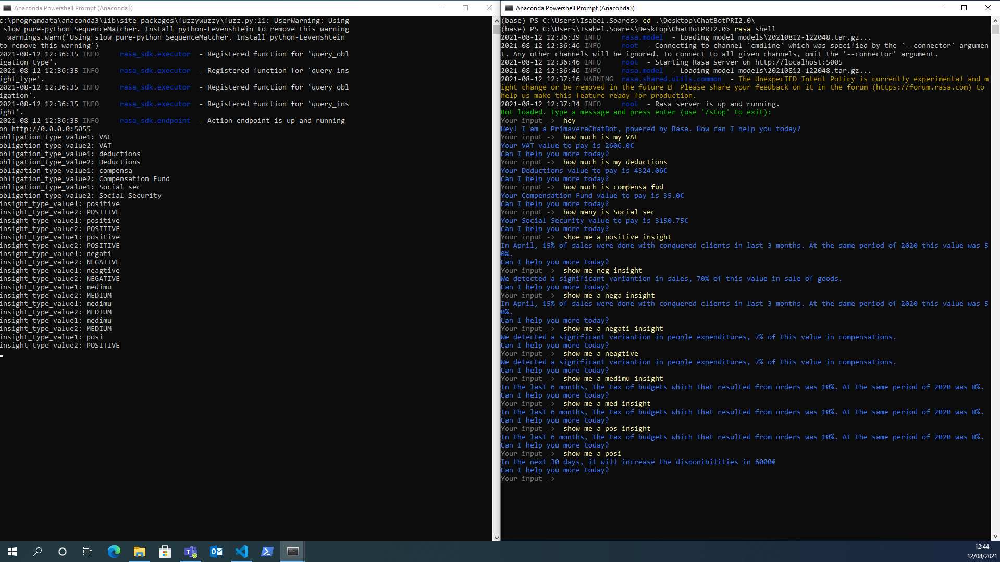 Anaconda Powershell Prompt (Anaconda3)
c:\programdata\anaconda3\lib\site-packages\fuzzywuzzy\fuzz.py:11: UserWarning: Using
slow pure-python SequenceMatcher. Install python-Levenshtein to remove this warning
warnings.warn('Using slow pure-python SequenceMatcher. Install python-Levenshtein
to remove this warning')
2021-08-12 12:36:35 INFO rasa_sdk.executor - Registered function for 'query_obl
igation_type'.
2021-08-12 12:36:35 INFO rasa_sdk.executor - Registered function for 'query_ins
ight_type'.
2021-08-12 12:36:35 INFO rasa_sdk.executor - Registered function for 'query_obl
igation'.
2021-08-12 12:36:35 INFO rasa_sdk.executor - Registered function for 'query_ins
ight'.
2021-08-12 12:36:35 INFO rasa_sdk.endpoint - Action endpoint is up and running
on http://0.0.0.0:5055
obligation_type_value1: VAt
obligation_type_value2: VAT
obligation_type_value1: deductions
obligation_type_value2: Deductions
obligation_type_value1: compensa
obligation_type_value2: Compensation Fund
obligation_type_value1: Social sec
obligation_type_value2: Social Security
insight_type_value1: positive
insight_type_value2: POSITIVE
insight_type_value1: positive
insight_type_value2: POSITIVE
insight_type_value1: positive
insight_type_value2: POSITIVE
insight_type_value1: negati
insight_type_value2: NEGATIVE
insight_type_value1: neagtive
insight_type_value2: NEGATIVE
insight_type_value1: medimu
insight_type_value2: MEDIUM
insight_type_value1: medimu
insight_type_value2: MEDIUM
insight_type_value1: medimu
insight_type_value2: MEDIUM
insight_type_value1: posi
insight_type_value2: POSITIVE
Anaconda Powershell Prompt (Anaconda3)
(base) PS C:\Users\Isabel.Soares> cd .\Desktop\ChatBotPRI2.0\
(base) PS C:\Users\Isabel.Soares\Desktop\ChatBotPRI2.0> rasa shell
2021-08-12 12:36:39 INFO rasa.model - Loading model models\20210812-122048.tar.gz...
2021-08-12 12:36:46 INFO root - Connecting to channel 'cmdline' which was specified by the '--connector' argumen
t. Any other channels will be ignored. To connect to all given channels, omit the '--connector' argument.
2021-08-12 12:36:46 INFO root - Starting Rasa server on http://localhost:5005
2021-08-12 12:36:46 INFO rasa.model - Loading model models\20210812-122048.tar.gz...
2021-08-12 12:37:16 WARNING rasa.shared.utils.common - The UnexpecTED Intent Policy is currently experimental and m
ight change or be removed in the future Please share your feedback on it in the forum (https://forum.rasa.com) to
help us make this feature ready for production.
2021-08-12 12:37:34 INFO root - Rasa server is up and running.
Bot loaded. Type a message and press enter (use '/stop' to exit):
Your input -> hey
Hey! I am a PrimaveraChatBot, powered by Rasa. How can I help you today?
Your input -> how much is my VAt
Your VAT value to pay is 2606.0€
Can I help you more today?
Your input -> how much is my deductions
Your Deductions value to pay is 4324.06€
Can I help you more today?
Your input -> how much is compensa fud
Your Compensation Fund value to pay is 35.0€
Can I help you more today?
Your input -> how many is Social sec
Your Social Security value to pay is 3150.75€
Can I help you more today?
Your input -> shoe me a positive insight
In April, 15% of sales were done with conquered clients in last 3 months. At the same period of 2020 this value was 5
0%.
Can I help you more today?
Your input -> show me neg insight
We detected a significant variantion in sales, 70% of this value in sale of goods.
Can I help you more today?
Your input -> show me a nega insight
In April, 15% of sales were done with conquered clients in last 3 months. At the same period of 2020 this value was 5
0%.
Can I help you more today?
Your input -> show me a negati insight
We detected a significant variantion in people expenditures, 7% of this value in compensations.
Can I help you more today?
Your input -> show me a neagtive
We detected a significant variantion in people expenditures, 7% of this value in compensations.
Can I help you more today?
Your input -> show me a medimu insight
In the last 6 months, the tax of budgets which that resulted from orders was 10%. At the same period of 2020 was 8%.
Can I help you more today?
Your input -> show me a med insight
In the last 6 months, the tax of budgets which that resulted from orders was 10%. At the same period of 2020 was 8%.
Can I help you more today?
Your input -> show me a pos insight
In the last 6 months, the tax of budgets which that resulted from orders was 10%. At the same period of 2020 was 8%.
Can I help you more today?
Your input -> show me a posi
In the next 30 days, it will increase the disponibilities in 6000€
Can I help you more today?
Your input ->
12:44
12/08/2021